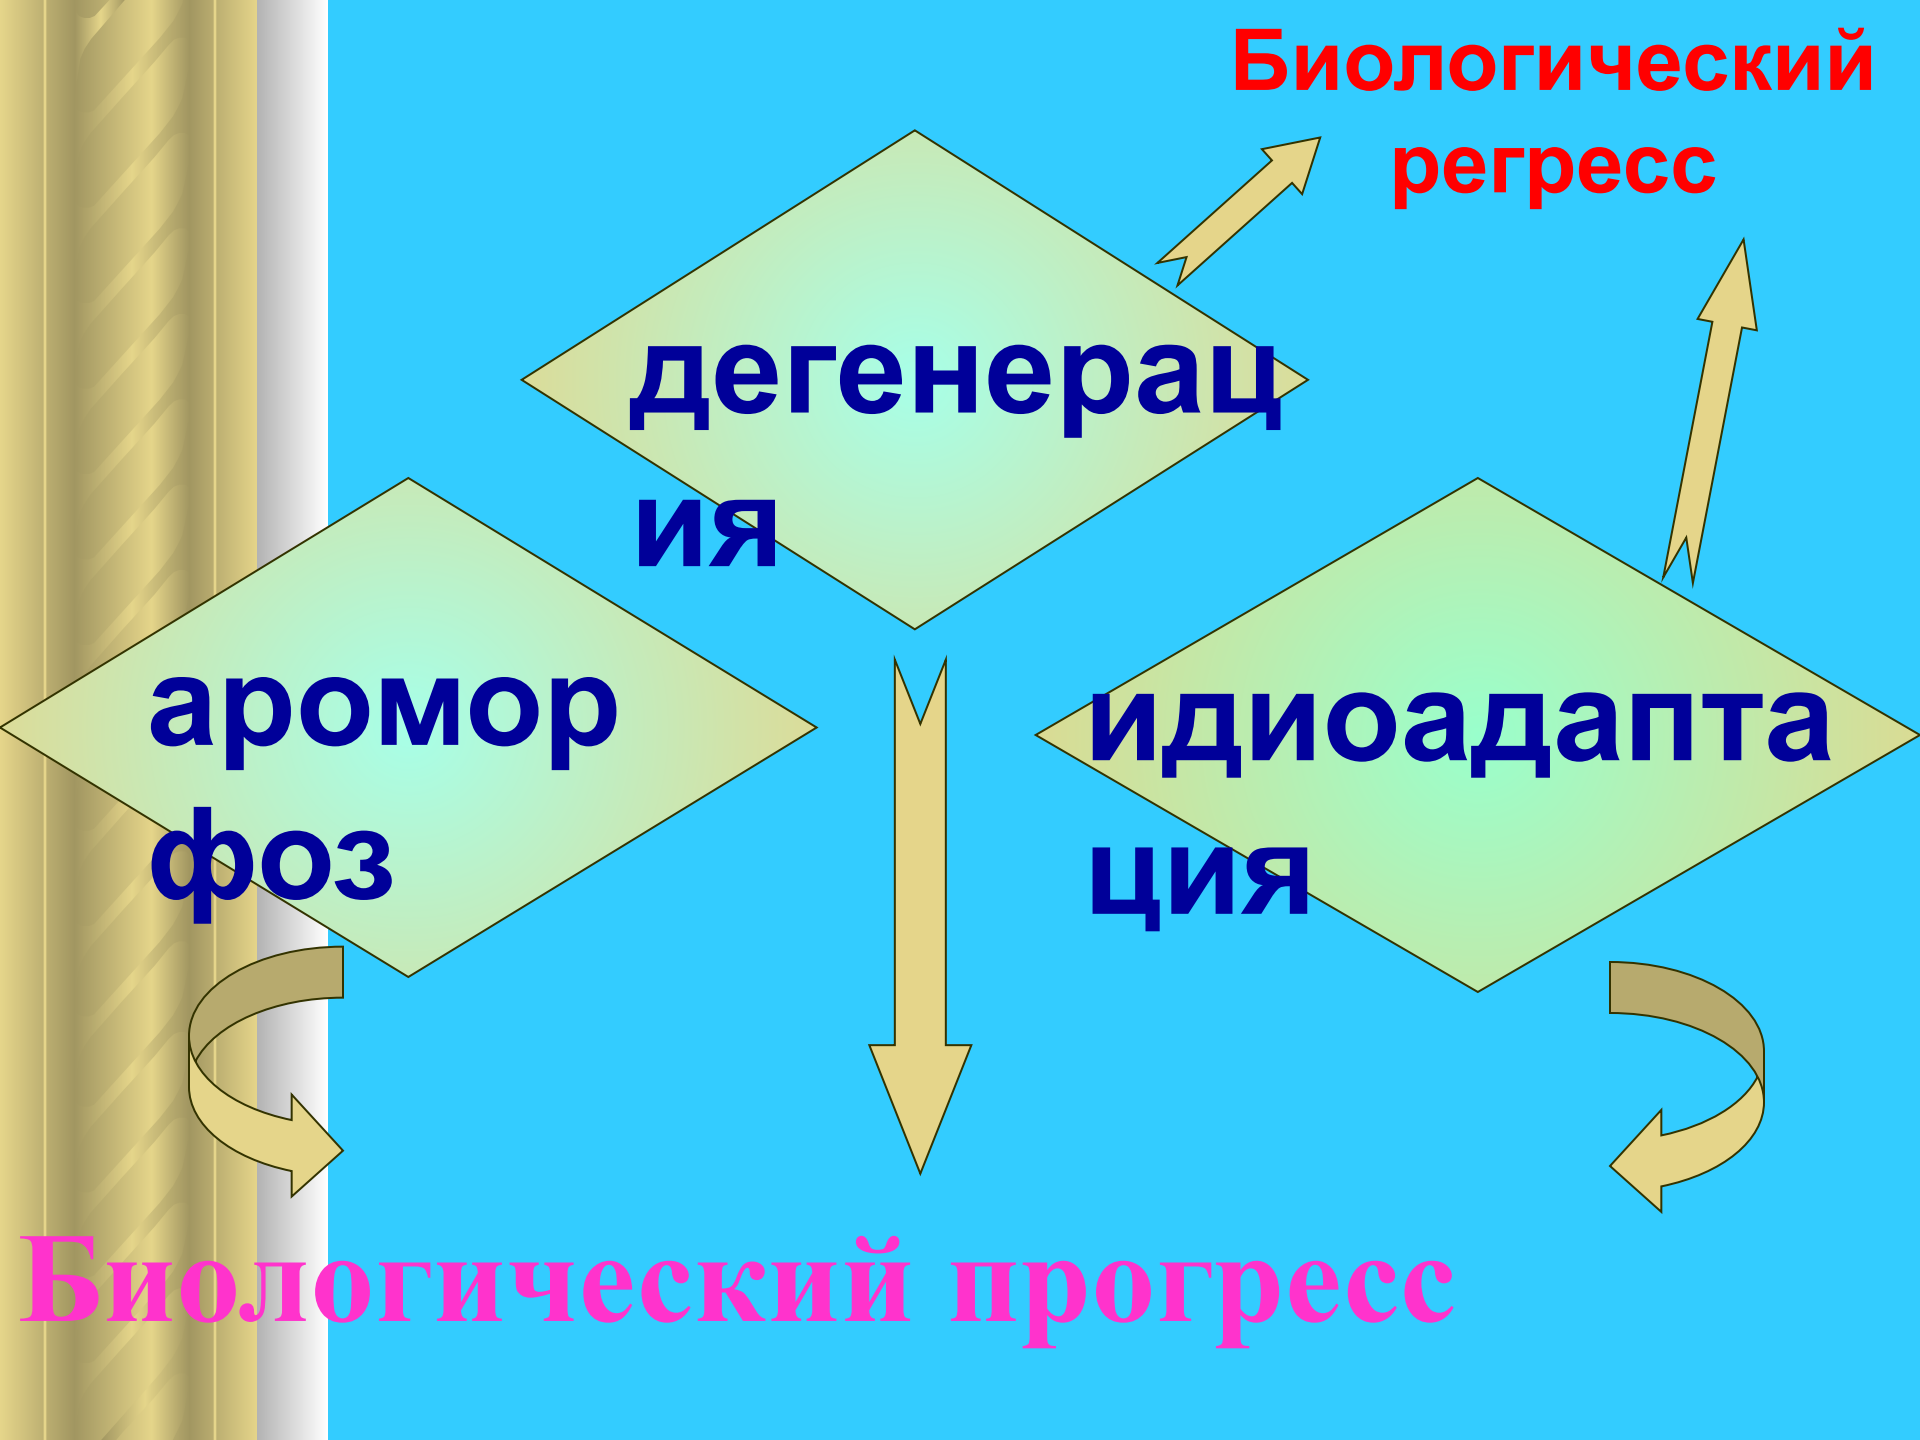 Биологический
регресс
дегенерац
ия
аромор
фоз
идиоадапта
ция
Биологический прогресс